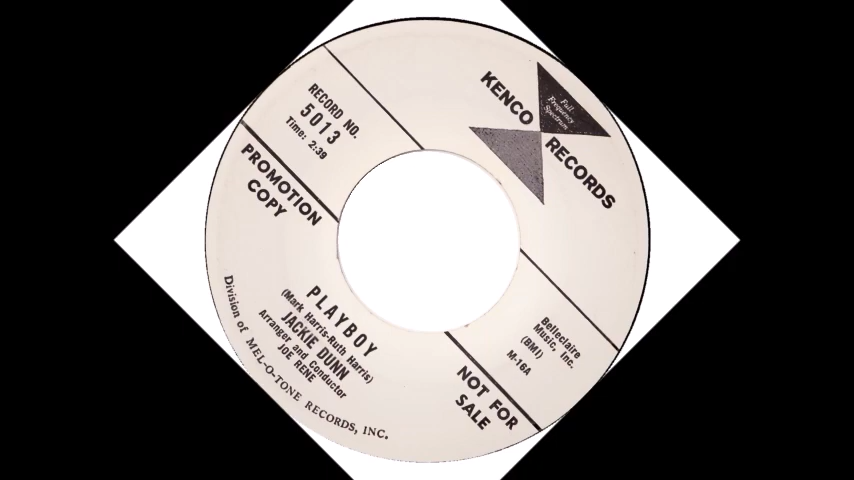 KENCO
RECORDS
Full
Frequency
Spectrum
RECORD NO.
5013
Time: 2:39
PROMOTION
COPY
Belleclaire
Music, Inc.
(BMI)
M-16A
NOT FOR
SALE
PLAYBOY
(Mark Harris-Ruth Harris)
JACKIE DUNN
Arranger and Conductor
JOE RENE
Division of MEL-O-TONE RECORDS, INC.